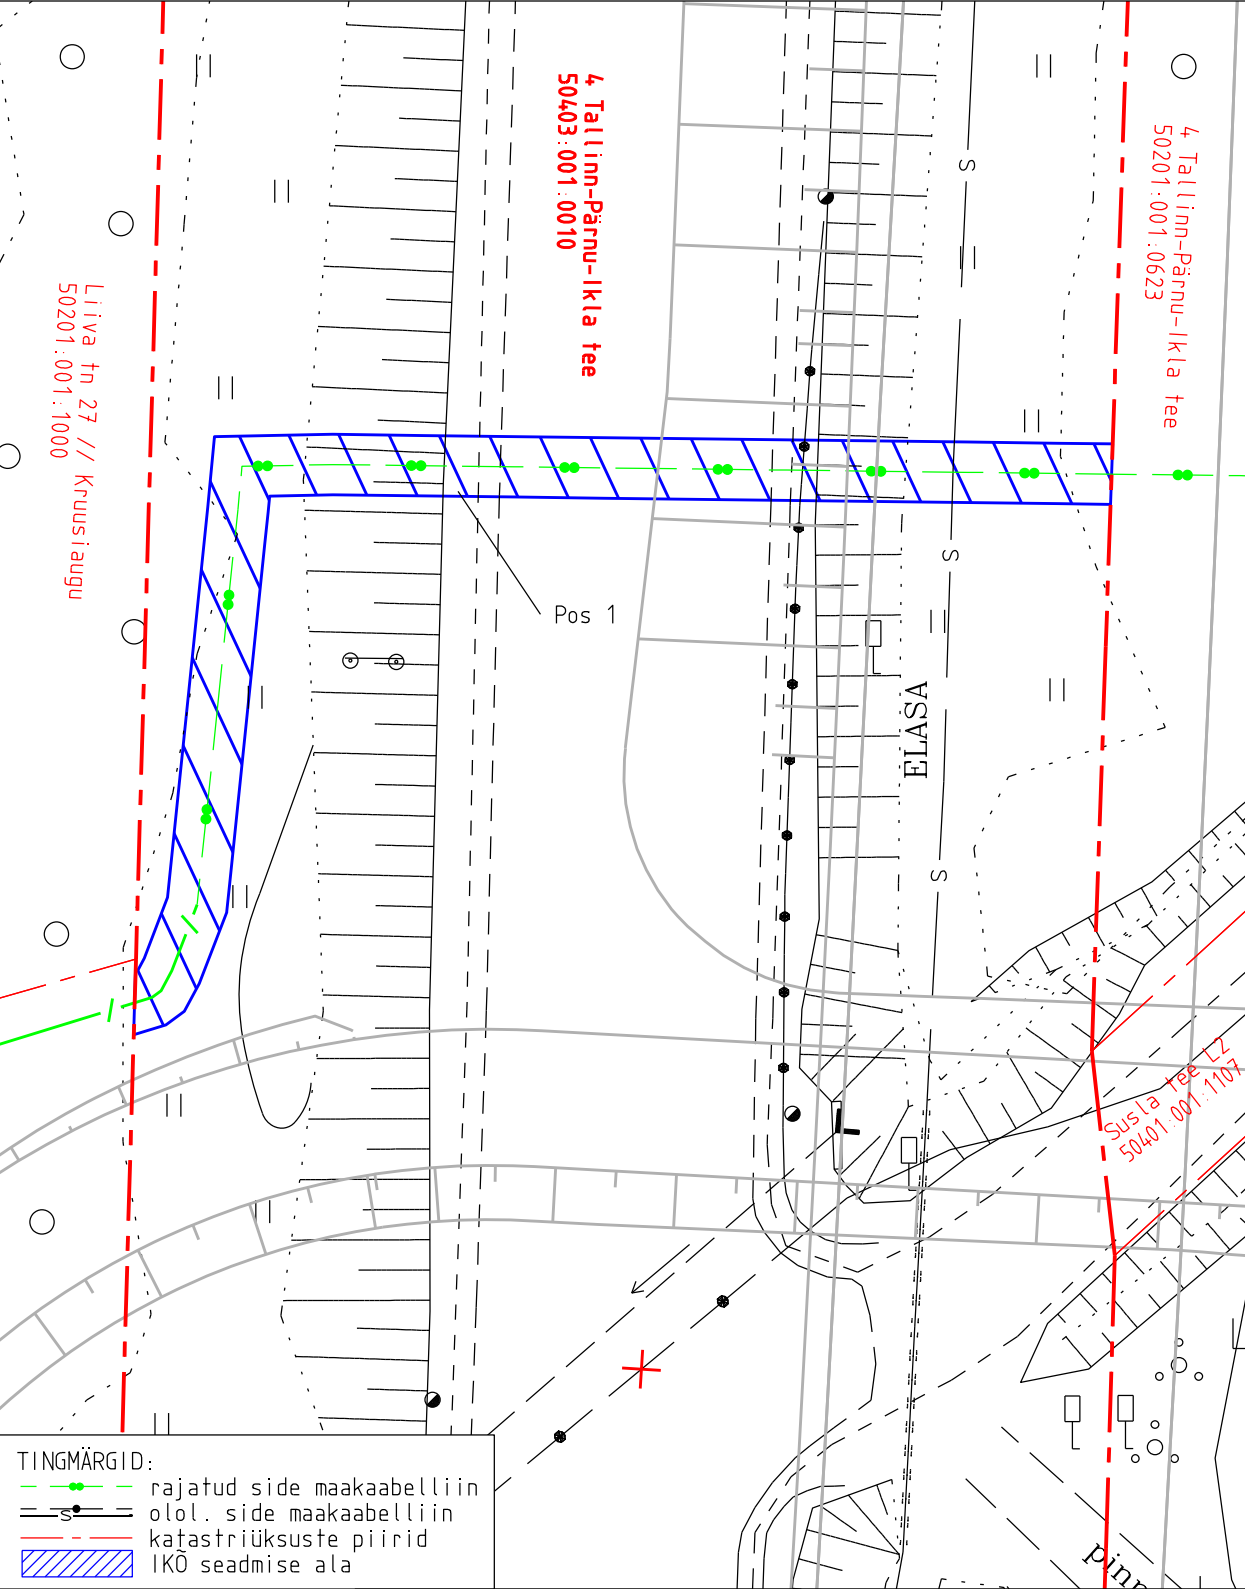 4 Tallinn-Pärnu-Ikla tee
50403:001:0010
4 Tallinn-Pärnu-Ikla tee
50201:001:0623
Liiva tn 27 // Kruusiaugu
50201:001:1000
S
S
S
Pos 1
ELASA
Susla tee L2
50401:001:1107
pinn
TINGMÄRGID:
rajatud side maakaabelliin
S
olol. side maakaabelliin
katastriüksuste piirid
IKÕ seadmise ala